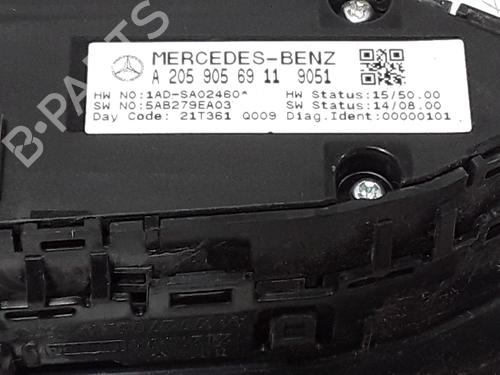 B-PARTS
MERCEDES-BENZ
A 205 905 69 11 9051
HW NO:1AD-SA02460* HW Status:15/50.00
SW NO:5AB279EA03 SW Status:14/08.00
Day Code: 21T361 Q009 Diag.Ident:00000101